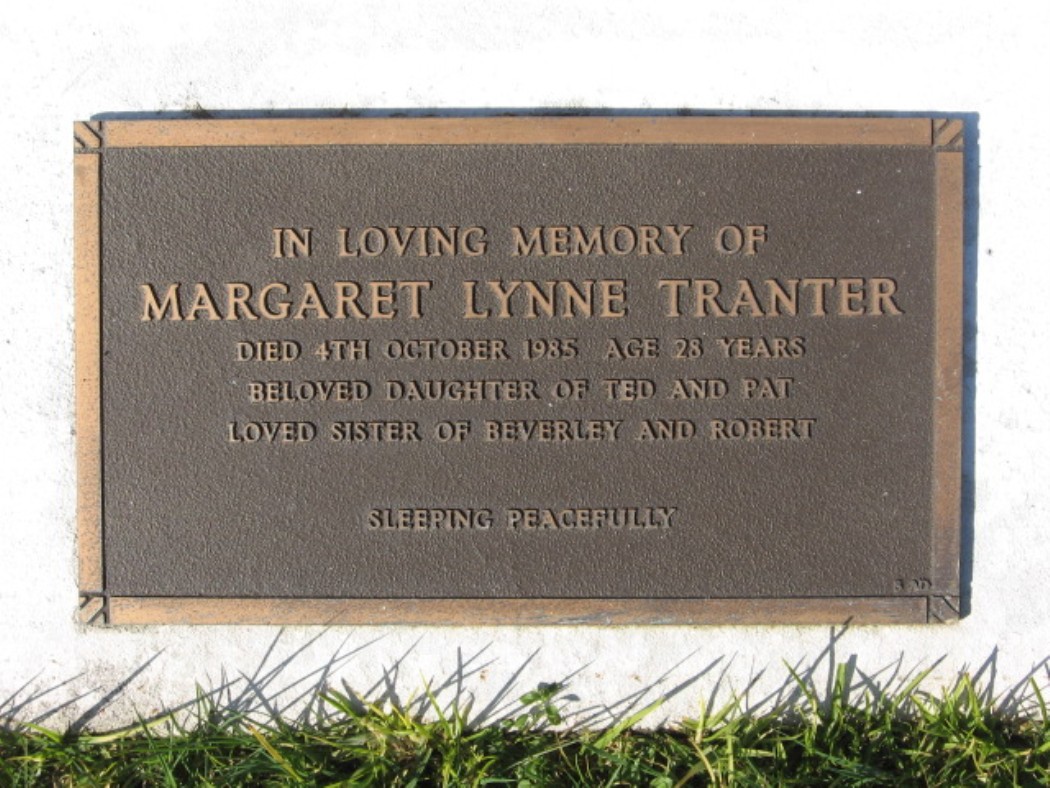 IN LOVING MEMORY OF
MARGARET LYNNE TRANTER
DIED 4TH OCTOBER 1985 AGE 28 YEARS
BELOVED DAUGHTER OF TED AND PAT
LOVED SISTER OF BEVERLEY AND ROBERT
SLEEPING PEACEFULLY